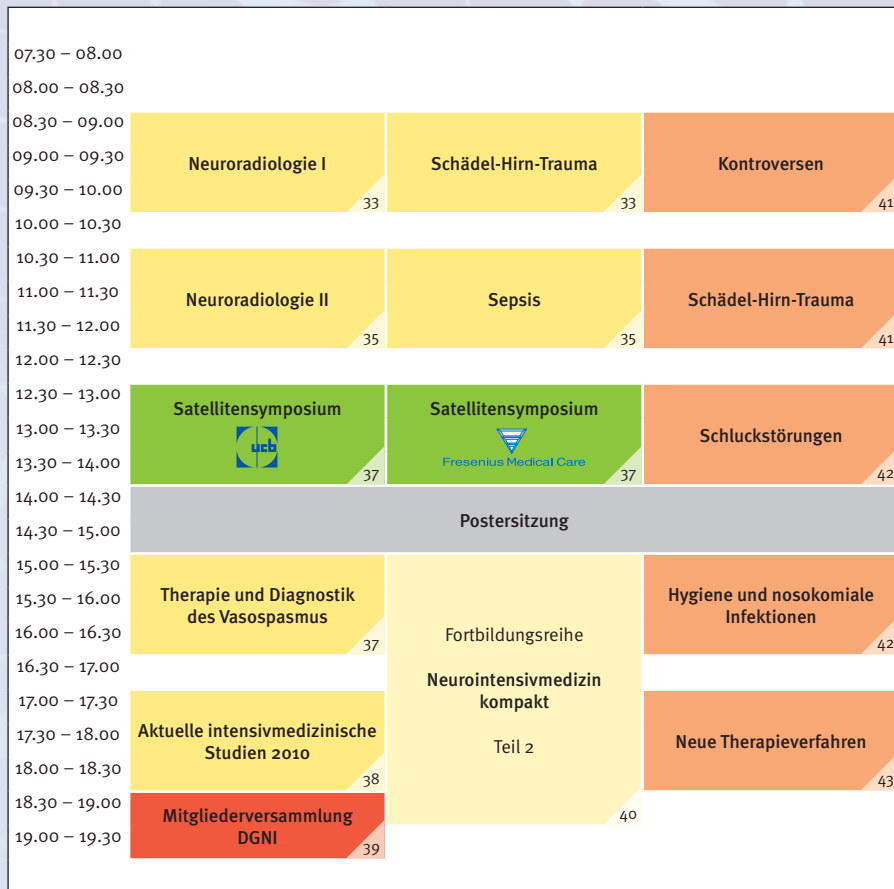 07.30 – 08.00
08.00 – 08.30
08.30 – 09.00
09.00 – 09.30
09.30 – 10.00
10.00 – 10.30
10.30 – 11.00
11.00 – 11.30
11.30 – 12.00
12.00 – 12.30
12.30 – 13.00
13.00 – 13.30
13.30 – 14.00
14.00 – 14.30
14.30 – 15.00
15.00 – 15.30
15.30 – 16.00
16.00 – 16.30
16.30 – 17.00
17.00 – 17.30
17.30 – 18.00
18.00 – 18.30
18.30 – 19.00
19.00 – 19.30
Neuroradiologie I
33
Schädel-Hirn-Trauma
33
Kontroversen
41
Neuroradiologie II
35
Sepsis
35
Schädel-Hirn-Trauma
41
Satellitensymposium
ucb
37
Satellitensymposium
Fresenius Medical Care
37
Schluckstörungen
42
Postersitzung
Therapie und Diagnostik
des Vasospasmus
37
Fortbildungsreihe
Neurointensivmedizin
kompakt
Teil 2
40
Hygiene und nosokomiale
Infektionen
42
Aktuelle intensivmedizinische
Studien 2010
38
Neue Therapieverfahren
43
Mitgliederversammlung
DGNI
39